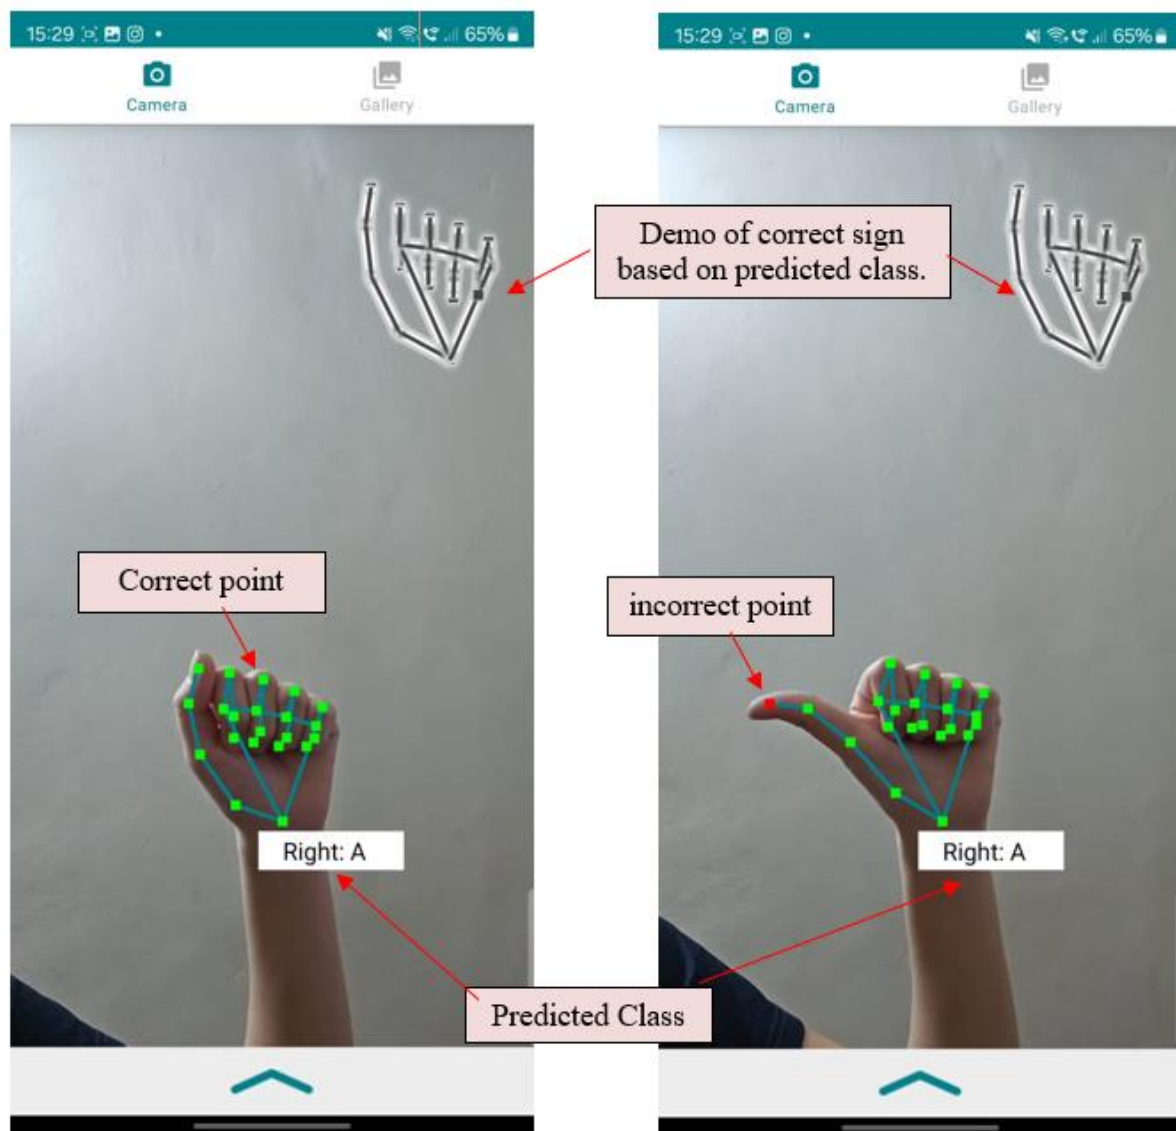 15:29
65%
15:29
65%
Camera
Gallery
Camera
Gallery
Demo of correct sign
based on predicted class.
Correct point
incorrect point
Right: A
Right: A
Predicted Class